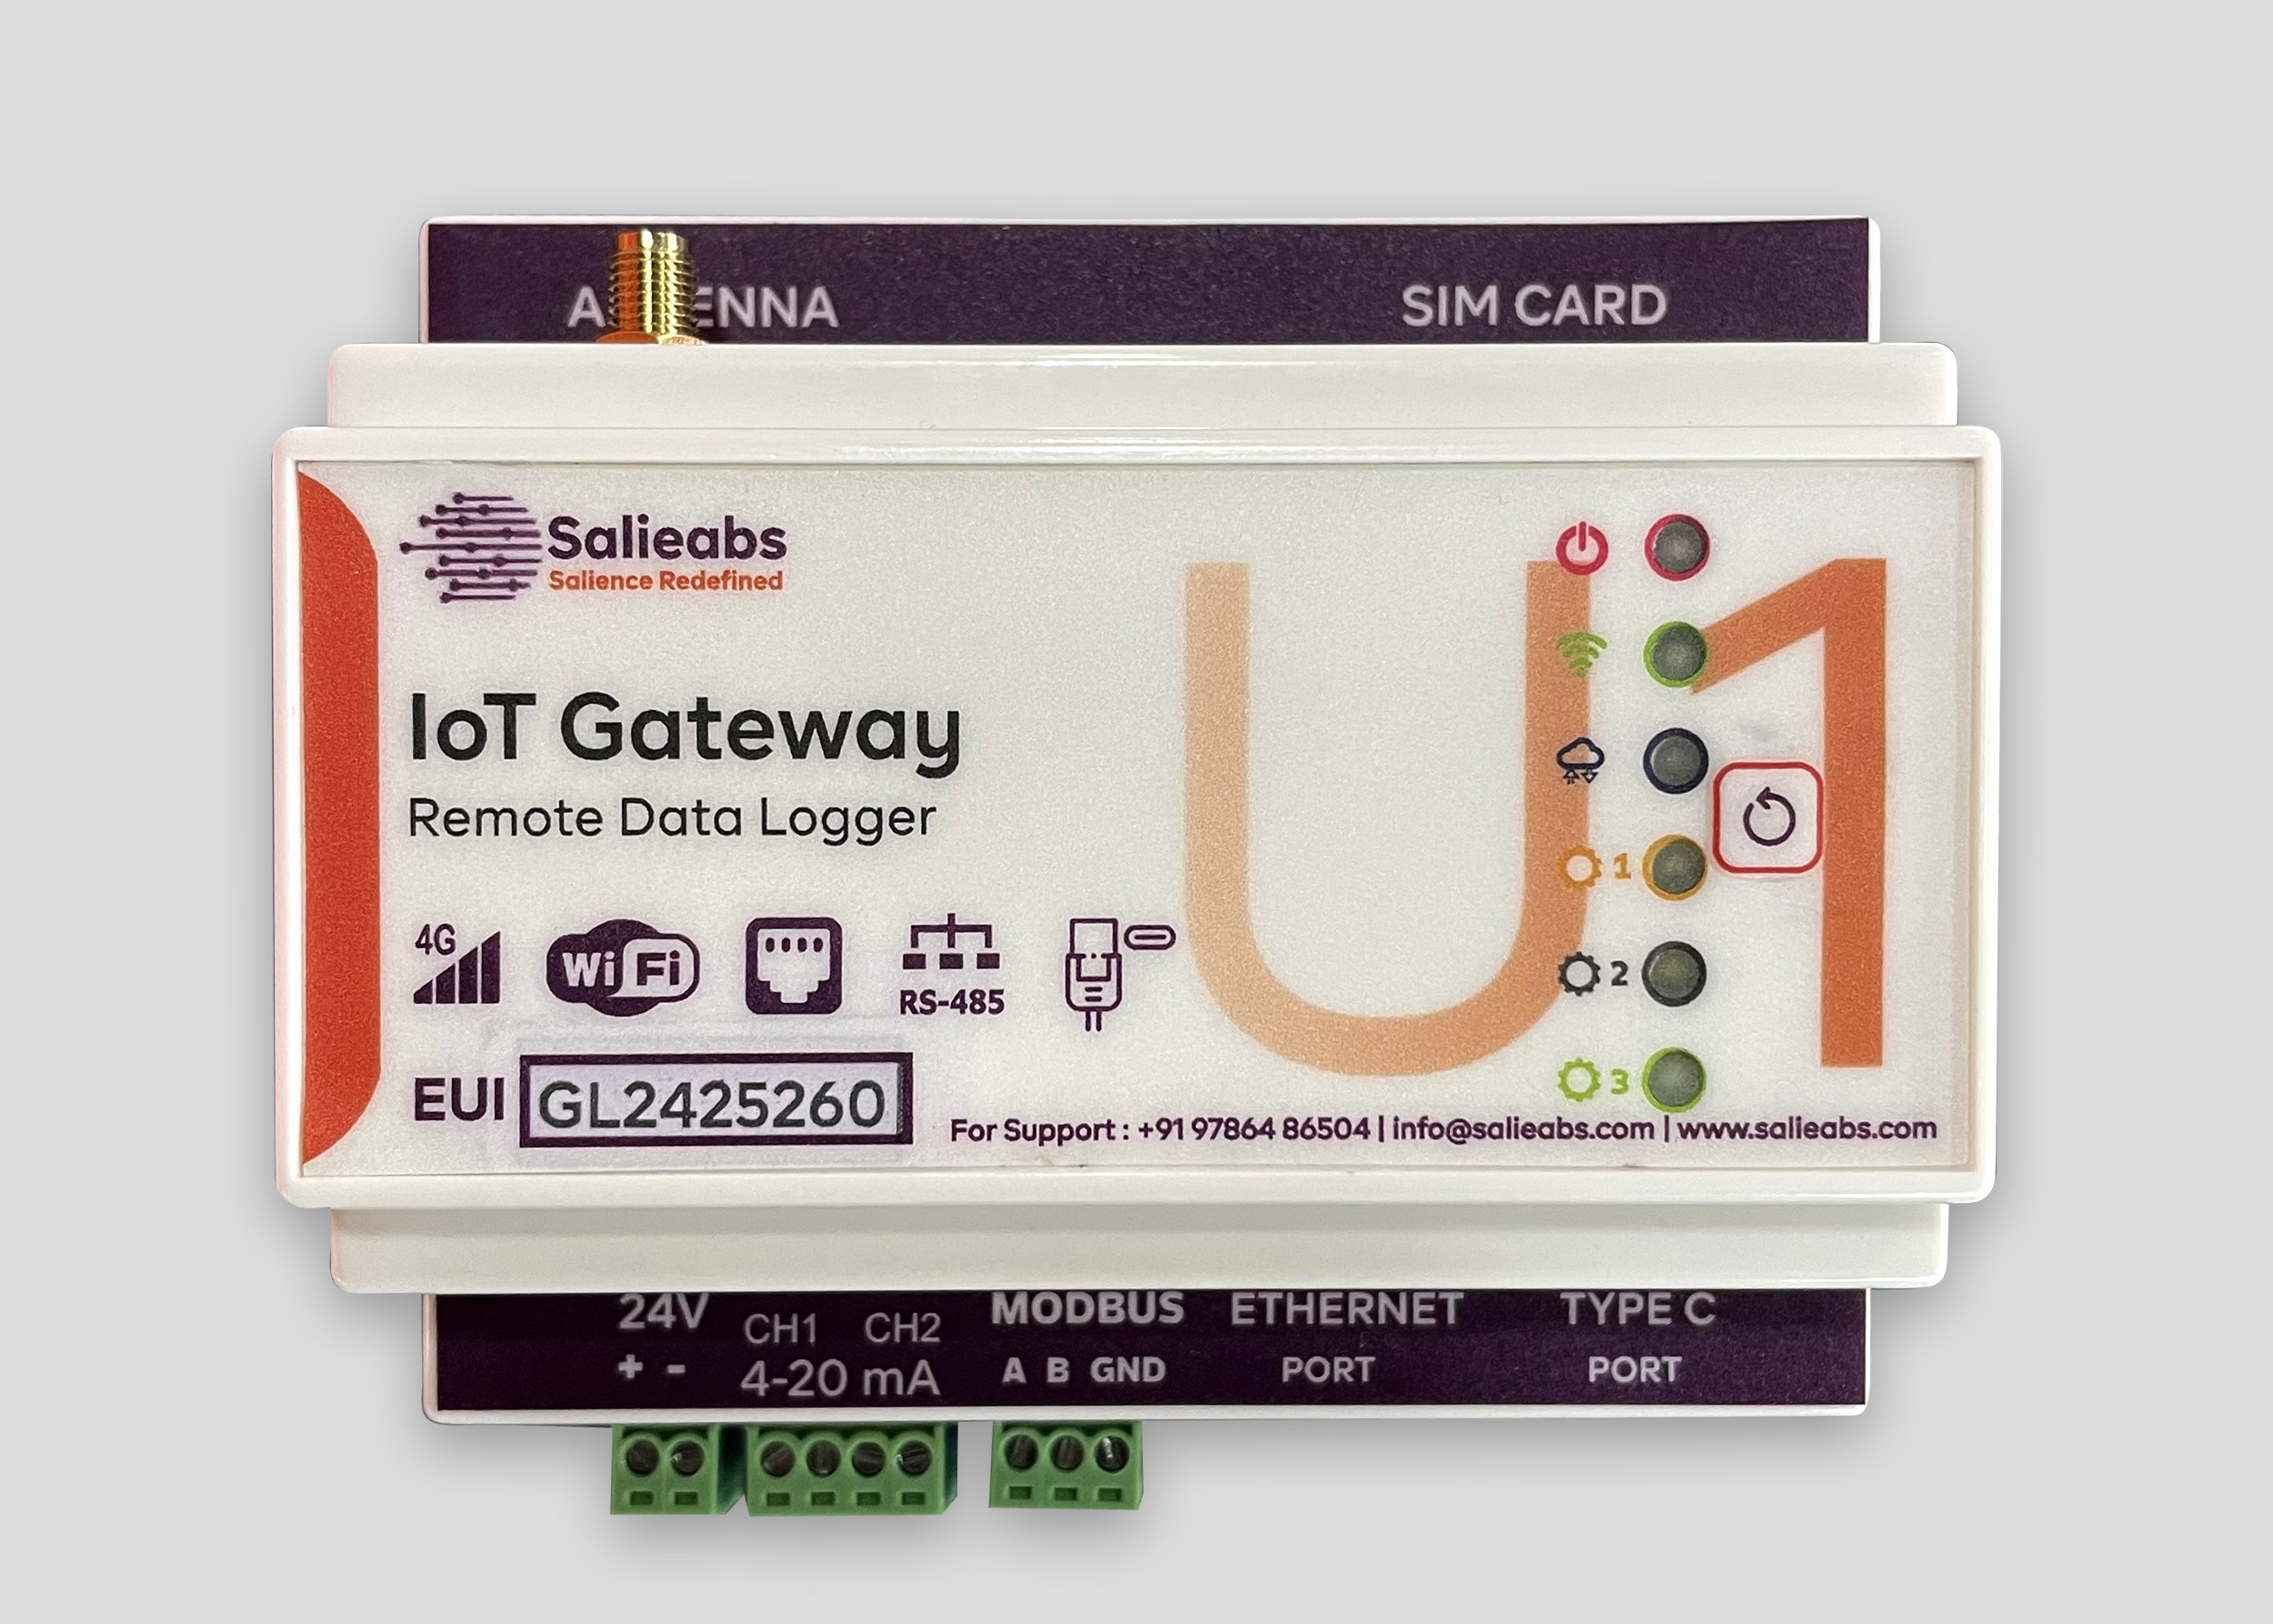 ANTENNA
SIM CARD
Salieabs
Salience Redefined
U1
IoT Gateway
Remote Data Logger
4G
WiFi
RS-485
1
2
3
EUI GL2425260
For Support : +91 97864 86504 | info@salieabs.com | www.salieabs.com
24V
+ -
CH1 CH2
4-20 mA
MODBUS
A B GND
ETHERNET
PORT
TYPE C
PORT